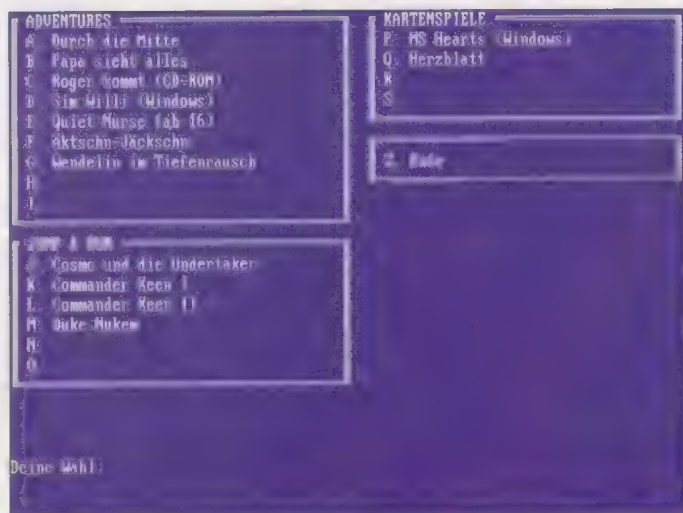 ADVENTURES
A Durch die Mitte
B Papa sieht alles
C Roger kommt (CD-ROM)
D Sim Willi (Windows)
E Quiet Nurse (ab 16)
F Aktschn-Jäckschn
G Wendelin im Tiefenrausch
H
I
JUMP & RUN
J Cosmo und die Undertaker
K Commander Keen I
L Commander Keen II
M Duke Nukem
N
O
KARTENSPIELE
P MS Hearts (Windows)
Q Herzblatt
R
S
Z Ende
Deine Wahl: